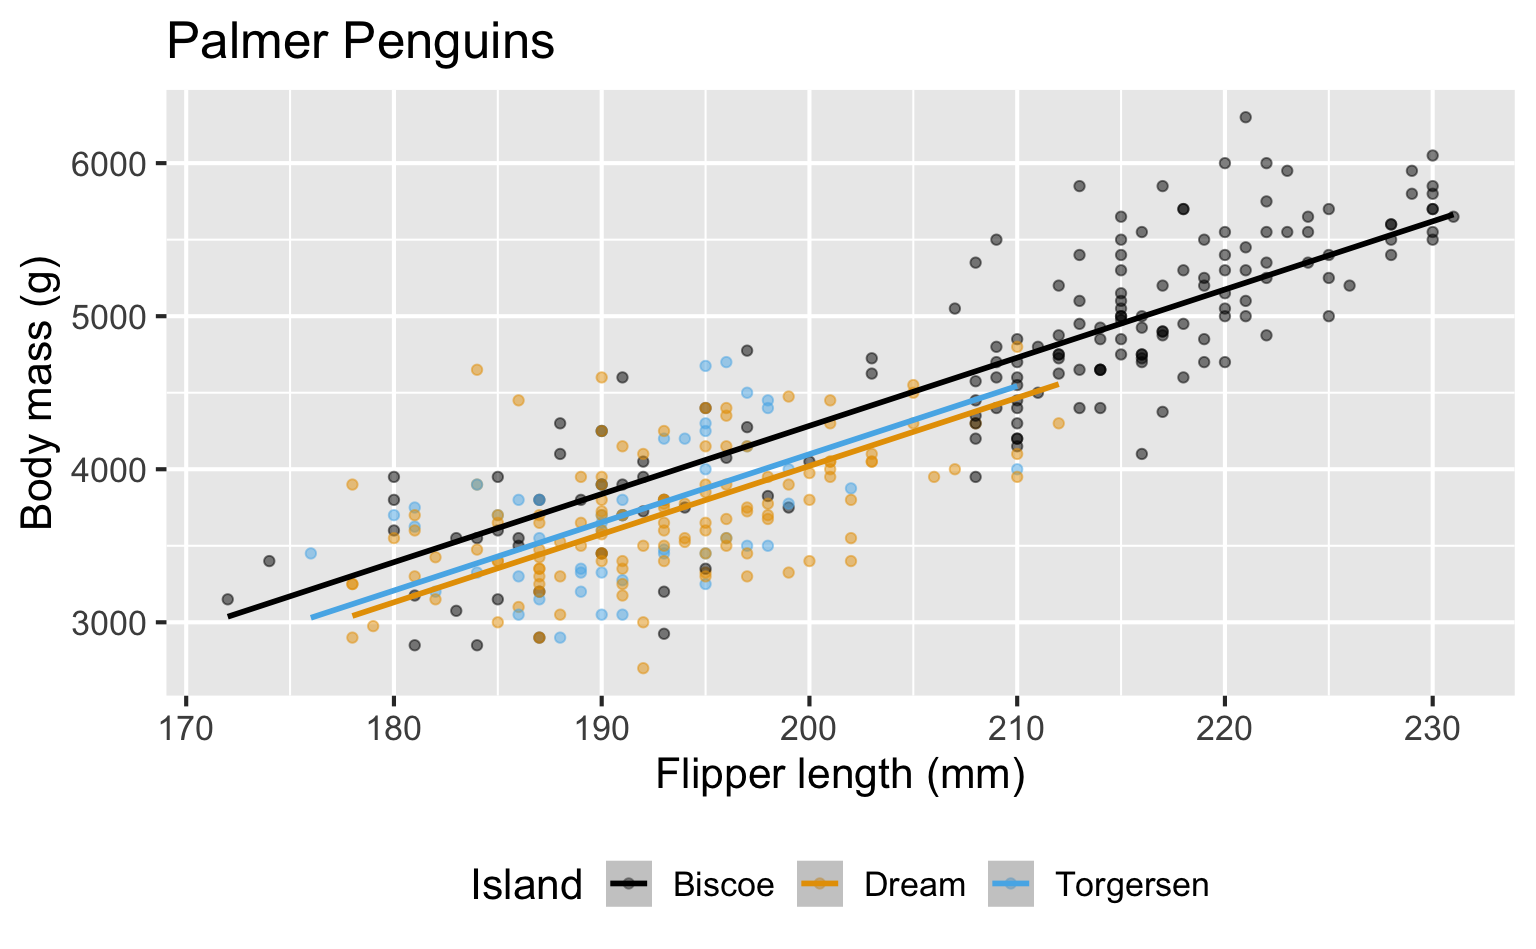 Palmer Penguins
Body mass (g)
6000
5000
4000
3000
170 180 190 200 210 220 230
Flipper length (mm)
Island Biscoe Dream Torgersen